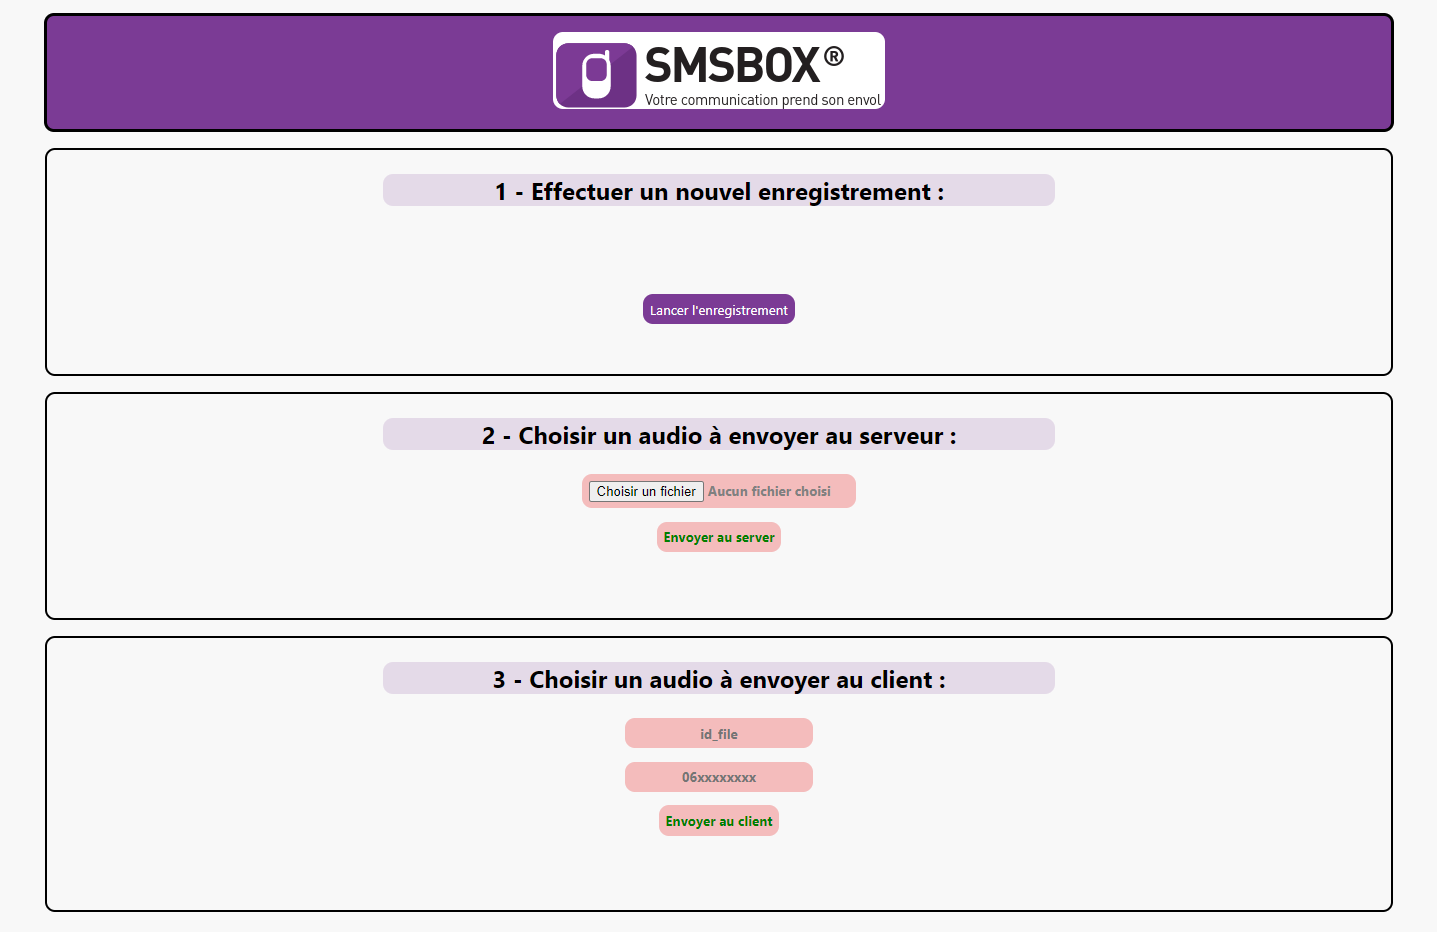 SMSBOX®
Votre communication prend son envol
1 - Effectuer un nouvel enregistrement :
Lancer l'enregistrement
2 - Choisir un audio à envoyer au serveur :
Choisir un fichier Aucun fichier choisi
Envoyer au server
3 - Choisir un audio à envoyer au client :
id_file
06xxxxxxxx
Envoyer au client